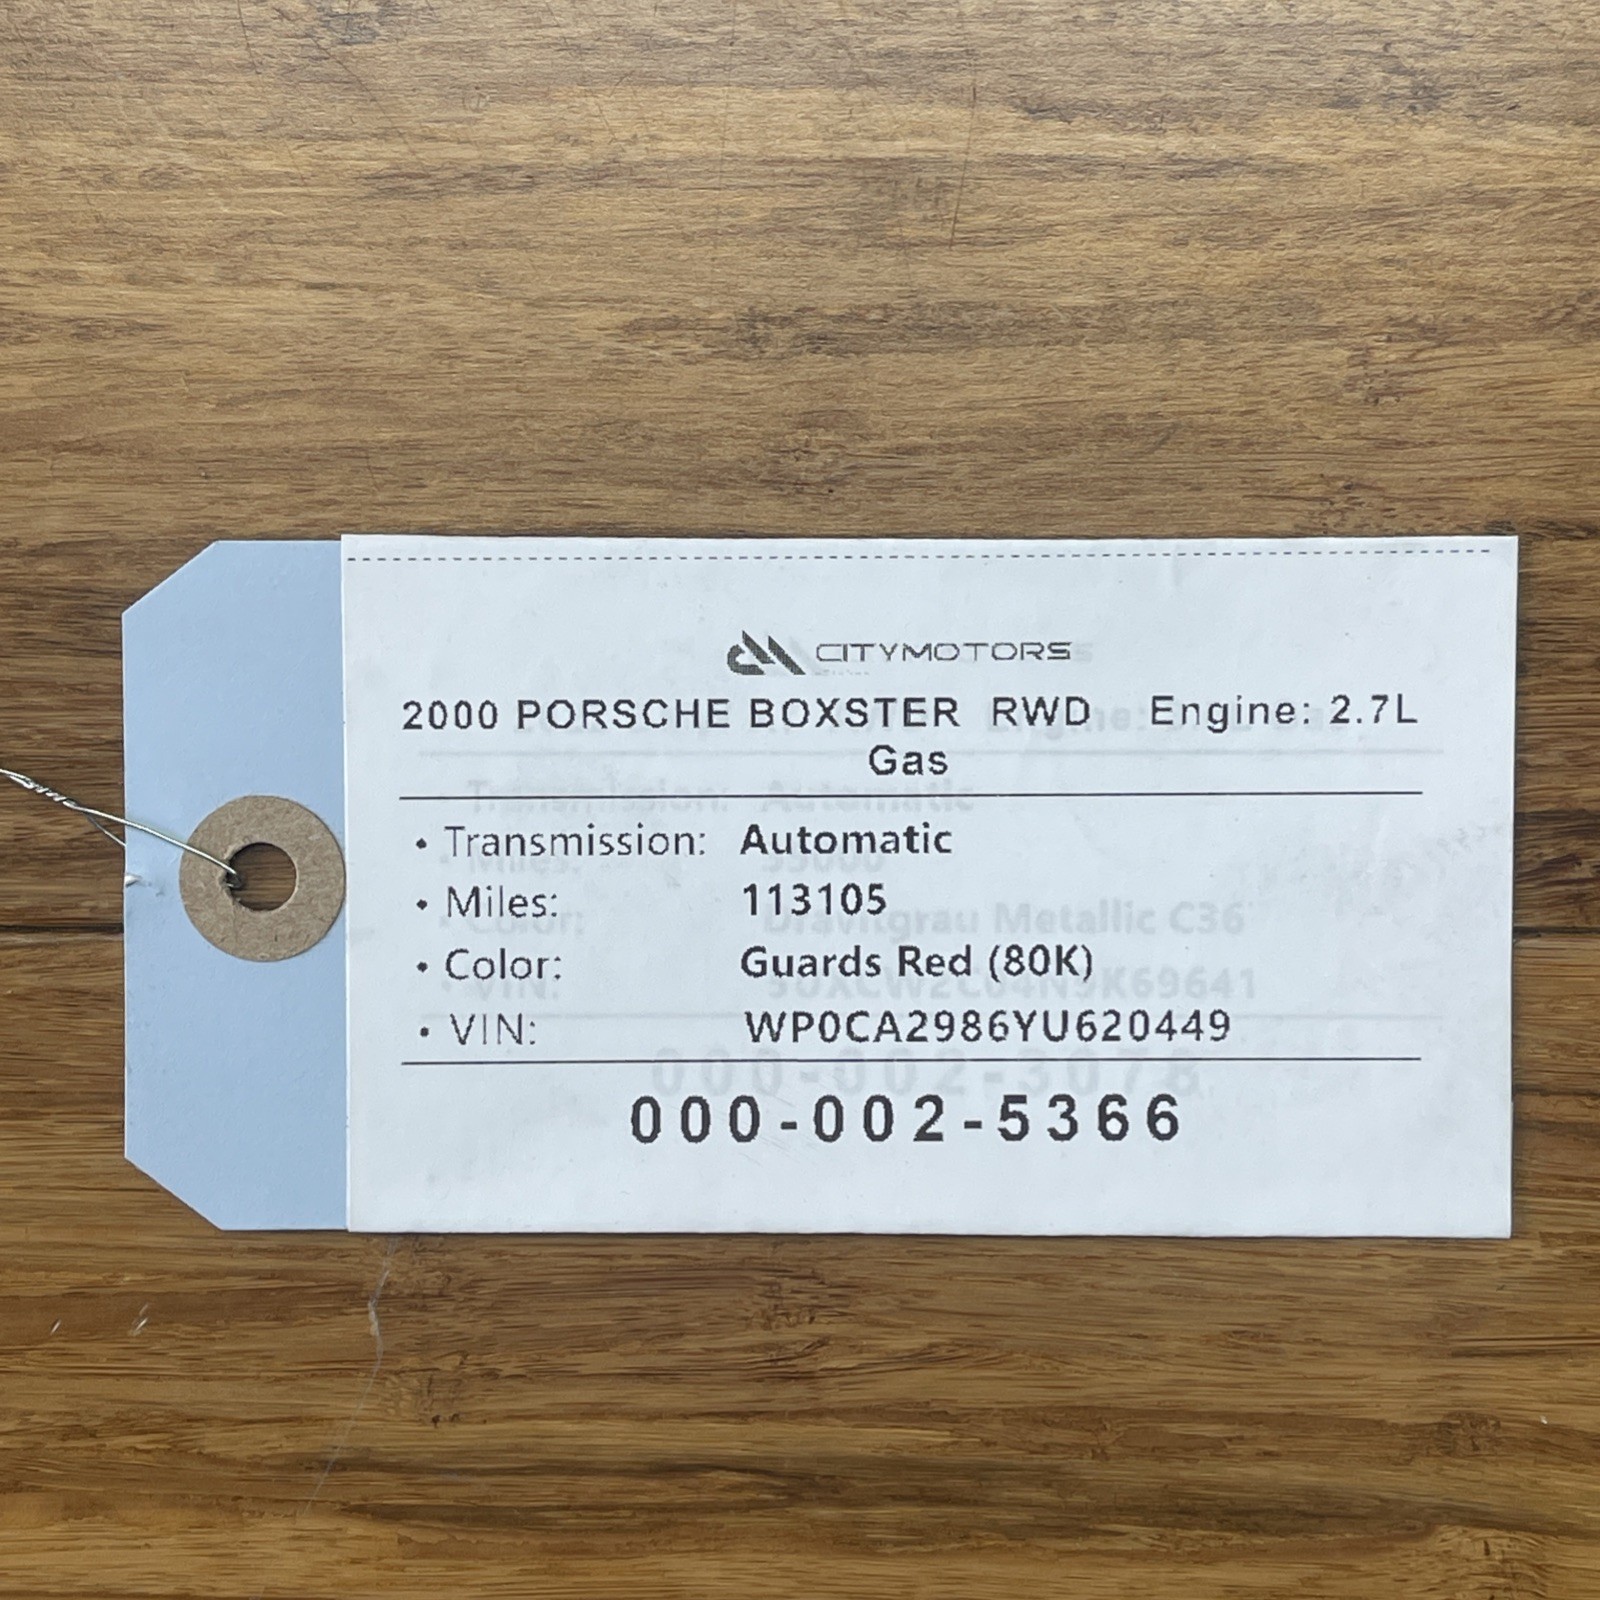 CITYMOTORS
2000 PORSCHE BOXSTER RWD Engine: 2.7L
Gas
• Transmission: Automatic
• Miles: 113105
• Color: Guards Red (80K)
• VIN: WP0CA2986YU620449
000-002-5366